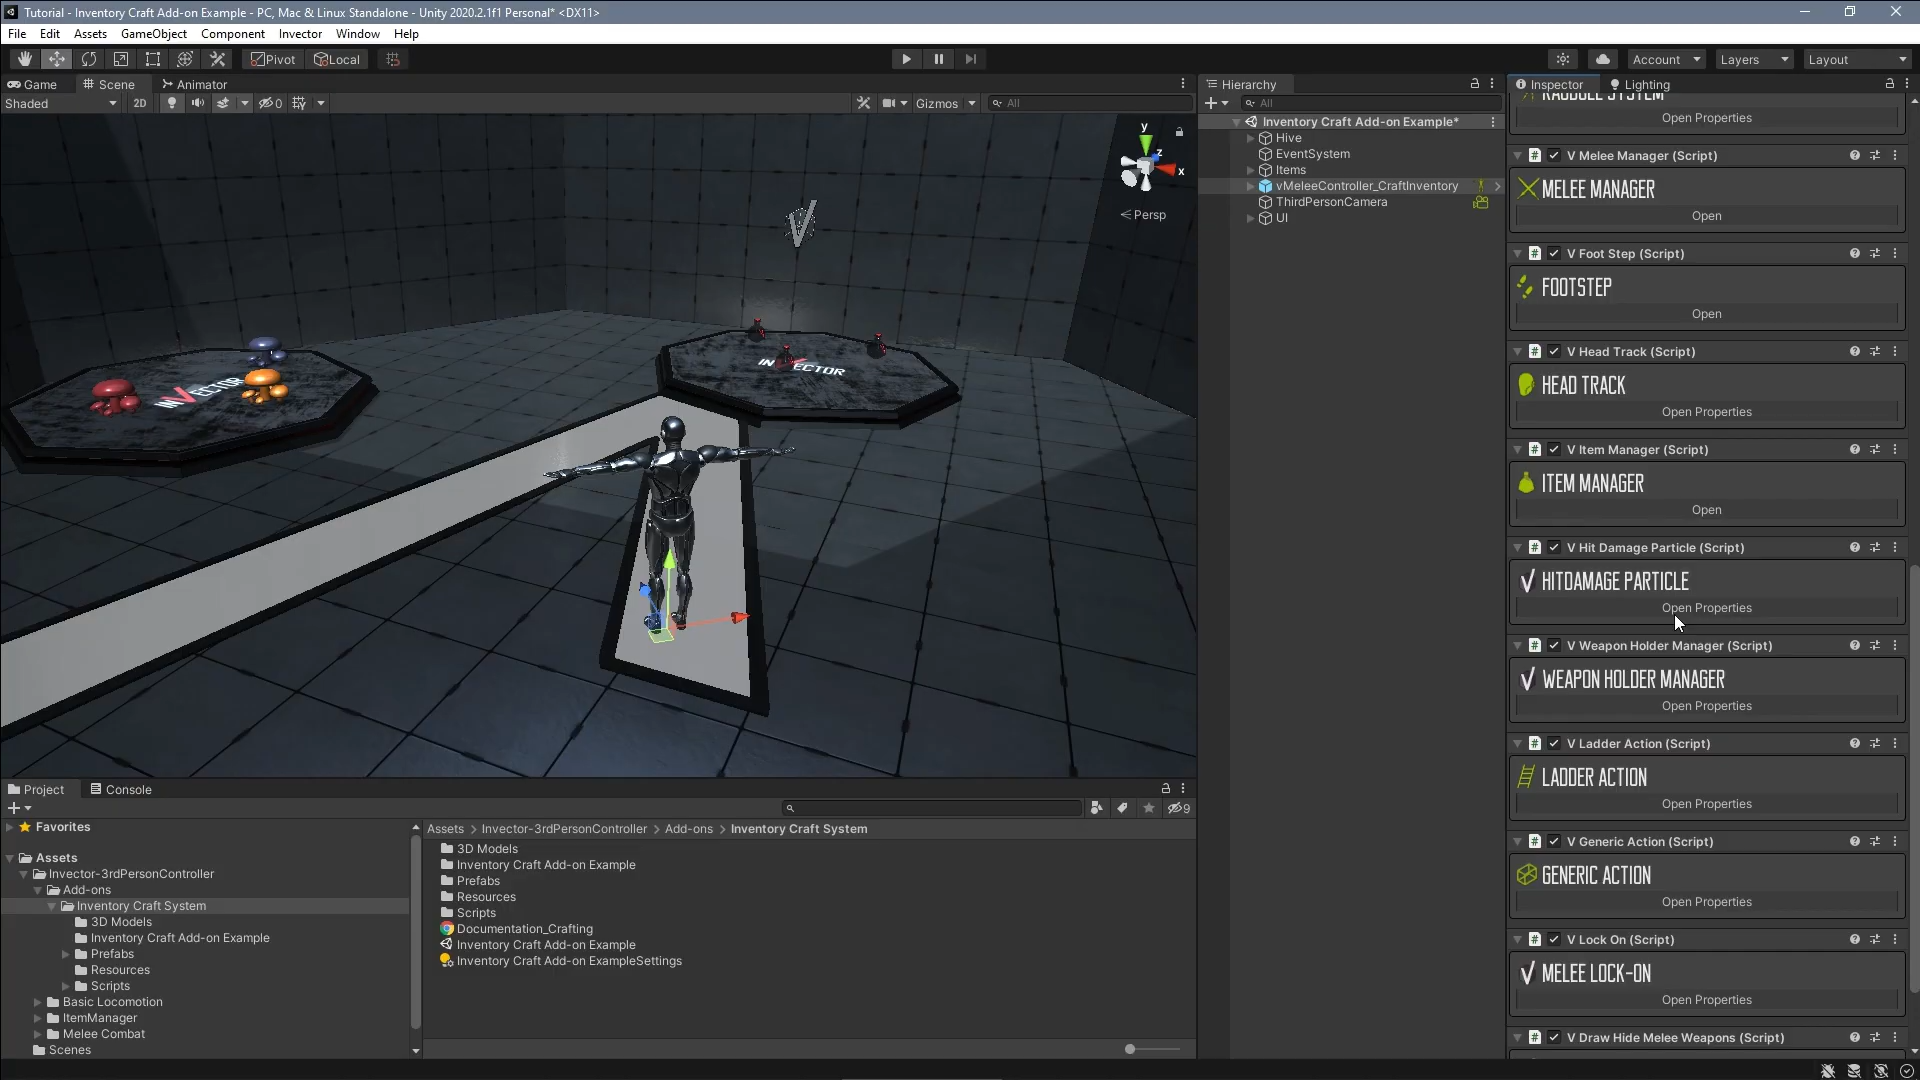 Tutorial - Inventory Craft Add-on Example - PC, Mac & Linux Standalone - Unity 2020.2.1f1 Personal* <DX11>
File Edit Assets GameObject Component Invector Window Help
Pivot Local Account Layers Layout
Game Scene Animator
Shaded 2D 0 Gizmos All
y
z
x
Persp
INVECTOR
INVECTOR
Hierarchy
All
Inventory Craft Add-on Example*
Hive
EventSystem
Items
vMeleeController_CraftInventory
ThirdPersonCamera
UI
Inspector Lighting
RAGDOLL SYSTEM
Open Properties
V Melee Manager (Script)
MELEE MANAGER
Open
V Foot Step (Script)
FOOTSTEP
Open
V Head Track (Script)
HEAD TRACK
Open Properties
V Item Manager (Script)
ITEM MANAGER
Open
V Hit Damage Particle (Script)
HITDAMAGE PARTICLE
Open Properties
V Weapon Holder Manager (Script)
WEAPON HOLDER MANAGER
Open Properties
V Ladder Action (Script)
LADDER ACTION
Open Properties
V Generic Action (Script)
GENERIC ACTION
Open Properties
V Lock On (Script)
MELEE LOCK-ON
Open Properties
V Draw Hide Melee Weapons (Script)
Project Console
9
Favorites
Assets
Invector-3rdPersonController
Add-ons
Inventory Craft System
3D Models
Inventory Craft Add-on Example
Prefabs
Resources
Scripts
Basic Locomotion
ItemManager
Melee Combat
Scenes
Assets > Invector-3rdPersonController > Add-ons > Inventory Craft System
3D Models
Inventory Craft Add-on Example
Prefabs
Resources
Scripts
Documentation_Crafting
Inventory Craft Add-on Example
Inventory Craft Add-on ExampleSettings